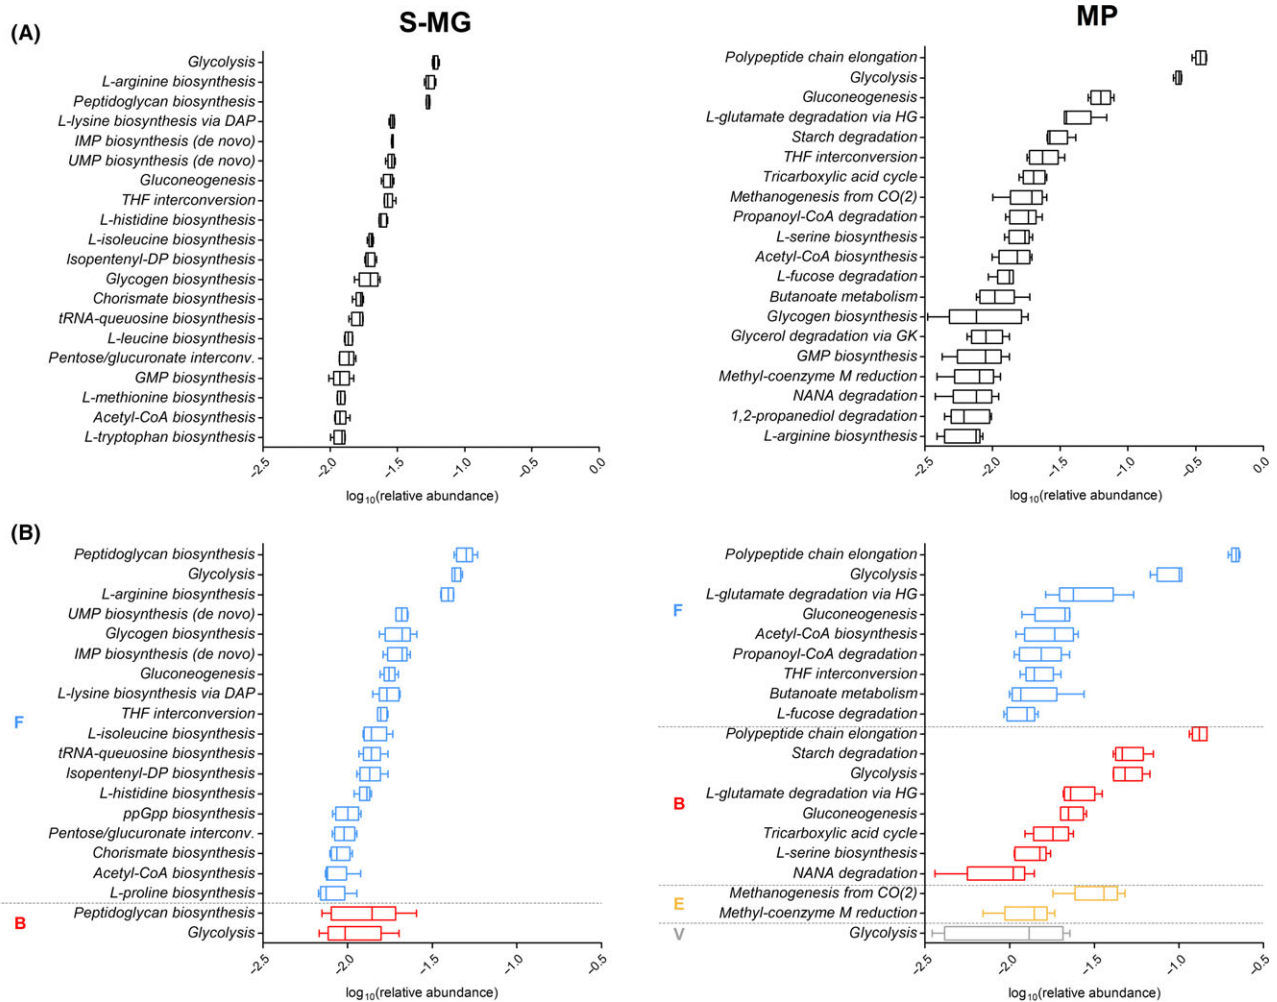 (A)
S-MG
Glycolysis
L-arginine biosynthesis
Peptidoglycan biosynthesis
L-lysine biosynthesis via DAP
IMP biosynthesis (de novo)
UMP biosynthesis (de novo)
Gluconeogenesis
THF interconversion
L-histidine biosynthesis
L-isoleucine biosynthesis
Isopentenyl-DP biosynthesis
Glycogen biosynthesis
Chorismate biosynthesis
tRNA-queuosine biosynthesis
L-leucine biosynthesis
Pentose/glucuronate interconv.
GMP biosynthesis
L-methionine biosynthesis
Acetyl-CoA biosynthesis
L-tryptophan biosynthesis
-2.5 -2.0 -1.5 -1.0 -0.5 0.0
log10(relative abundance)
MP
Polypeptide chain elongation
Glycolysis
Gluconeogenesis
L-glutamate degradation via HG
Starch degradation
THF interconversion
Tricarboxylic acid cycle
Methanogenesis from CO(2)
Propanoyl-CoA degradation
L-serine biosynthesis
Acetyl-CoA biosynthesis
L-fucose degradation
Butanoate metabolism
Glycogen biosynthesis
Glycerol degradation via GK
GMP biosynthesis
Methyl-coenzyme M reduction
NANA degradation
1,2-propanediol degradation
L-arginine biosynthesis
-2.5 -2.0 -1.5 -1.0 -0.5 0.0
log10(relative abundance)
(B)
F
Peptidoglycan biosynthesis
Glycolysis
L-arginine biosynthesis
UMP biosynthesis (de novo)
Glycogen biosynthesis
IMP biosynthesis (de novo)
Gluconeogenesis
L-lysine biosynthesis via DAP
THF interconversion
L-isoleucine biosynthesis
tRNA-queuosine biosynthesis
Isopentenyl-DP biosynthesis
L-histidine biosynthesis
ppGpp biosynthesis
Pentose/glucuronate interconv.
Chorismate biosynthesis
Acetyl-CoA biosynthesis
L-proline biosynthesis
B
Peptidoglycan biosynthesis
Glycolysis
-2.5 -2.0 -1.5 -1.0 -0.5
log10(relative abundance)
F
Polypeptide chain elongation
Glycolysis
L-glutamate degradation via HG
Gluconeogenesis
Acetyl-CoA biosynthesis
Propanoyl-CoA degradation
THF interconversion
Butanoate metabolism
L-fucose degradation
B
Polypeptide chain elongation
Starch degradation
Glycolysis
L-glutamate degradation via HG
Gluconeogenesis
Tricarboxylic acid cycle
L-serine biosynthesis
NANA degradation
E
Methanogenesis from CO(2)
Methyl-coenzyme M reduction
V
Glycolysis
-2.5 -2.0 -1.5 -1.0 -0.5
log10(relative abundance)